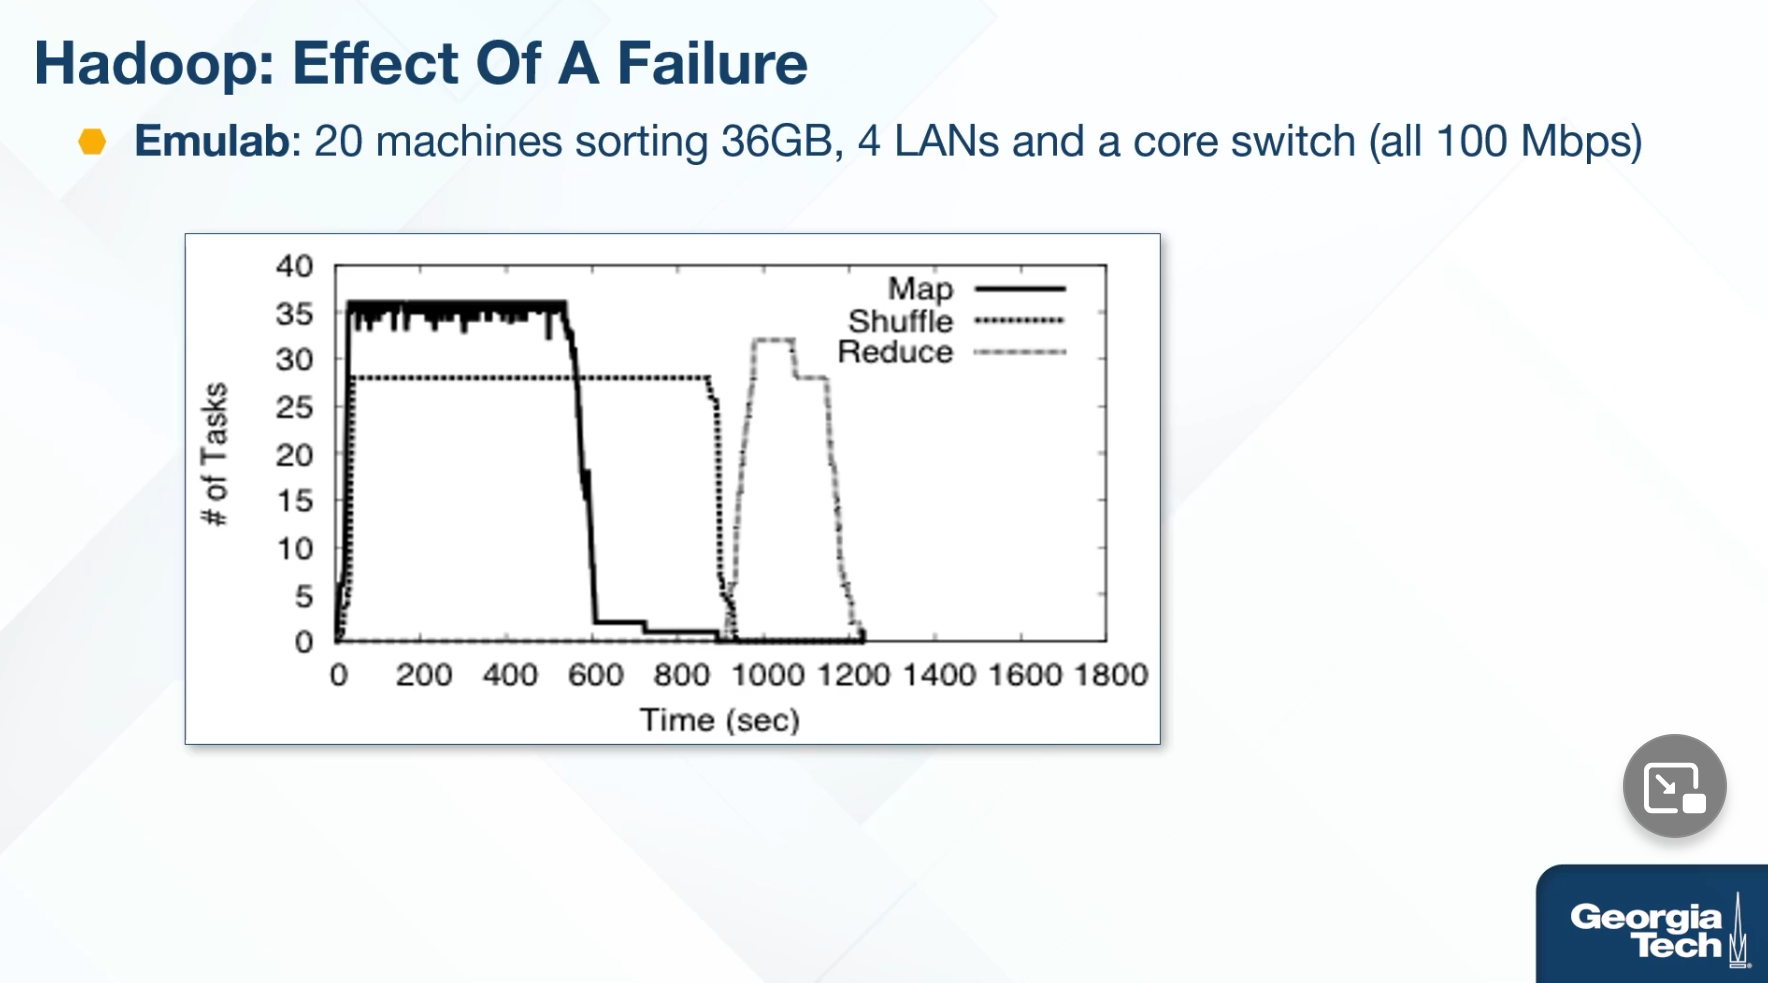 Hadoop: Effect Of A Failure
Emulab: 20 machines sorting 36GB, 4 LANs and a core switch (all 100 Mbps)
40
35
30
25
20
15
10
5
0
# of Tasks
Map
Shuffle
Reduce
0 200 400 600 800 1000 1200 1400 1600 1800
Time (sec)
Georgia
Tech